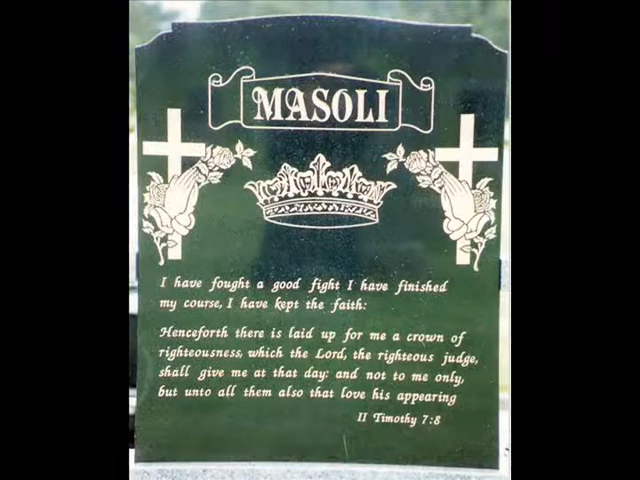 MASOLI
I have fought a good fight I have finished
my course, I have kept the faith:
Henceforth there is laid up for me a crown of
righteousness, which the Lord, the righteous judge,
shall give me at that day: and not to me only,
but unto all them also that love his appearing
II Timothy 7:8